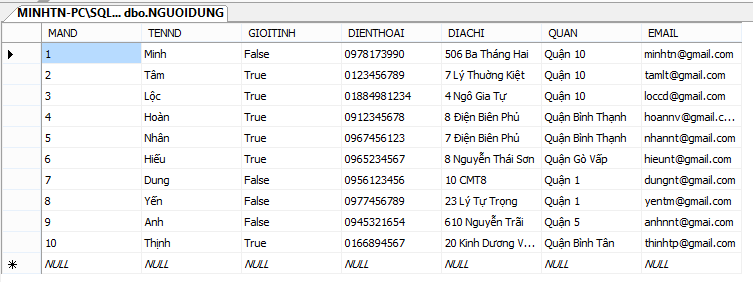 MINHTN-PC\SQL... dbo.NGUOIDUNG
MAND TENND GIOITINH DIENTHOAI DIACHI QUAN EMAIL
1 Minh False 0978173990 506 Ba Tháng Hai Quận 10 minhtn@gmail.com
2 Tâm True 0123456789 7 Lý Thường Kiệt Quận 10 tamlt@gmail.com
3 Lộc True 01884981234 4 Ngô Gia Tự Quận 10 loccd@gmail.com
4 Hoàn True 0912345678 8 Điện Biên Phủ Quận Bình Thạnh hoannv@gmail.c...
5 Nhân True 0967456123 7 Điện Biên Phủ Quận Bình Thạnh nhannt@gmail.com
6 Hiếu True 0965234567 8 Nguyễn Thái Sơn Quận Gò Vấp hieunt@gmail.com
7 Dung False 0956123456 10 CMT8 Quận 1 dungnt@gmai.com
8 Yến False 0977456789 23 Lý Tự Trọng Quận 1 yentm@gmail.com
9 Anh False 0945321654 610 Nguyễn Trãi Quận 5 anhnnt@gmai.com
10 Thịnh True 0166894567 20 Kinh Dương V... Quận Bình Tân thinhtp@gmail.com
NULL NULL NULL NULL NULL NULL NULL